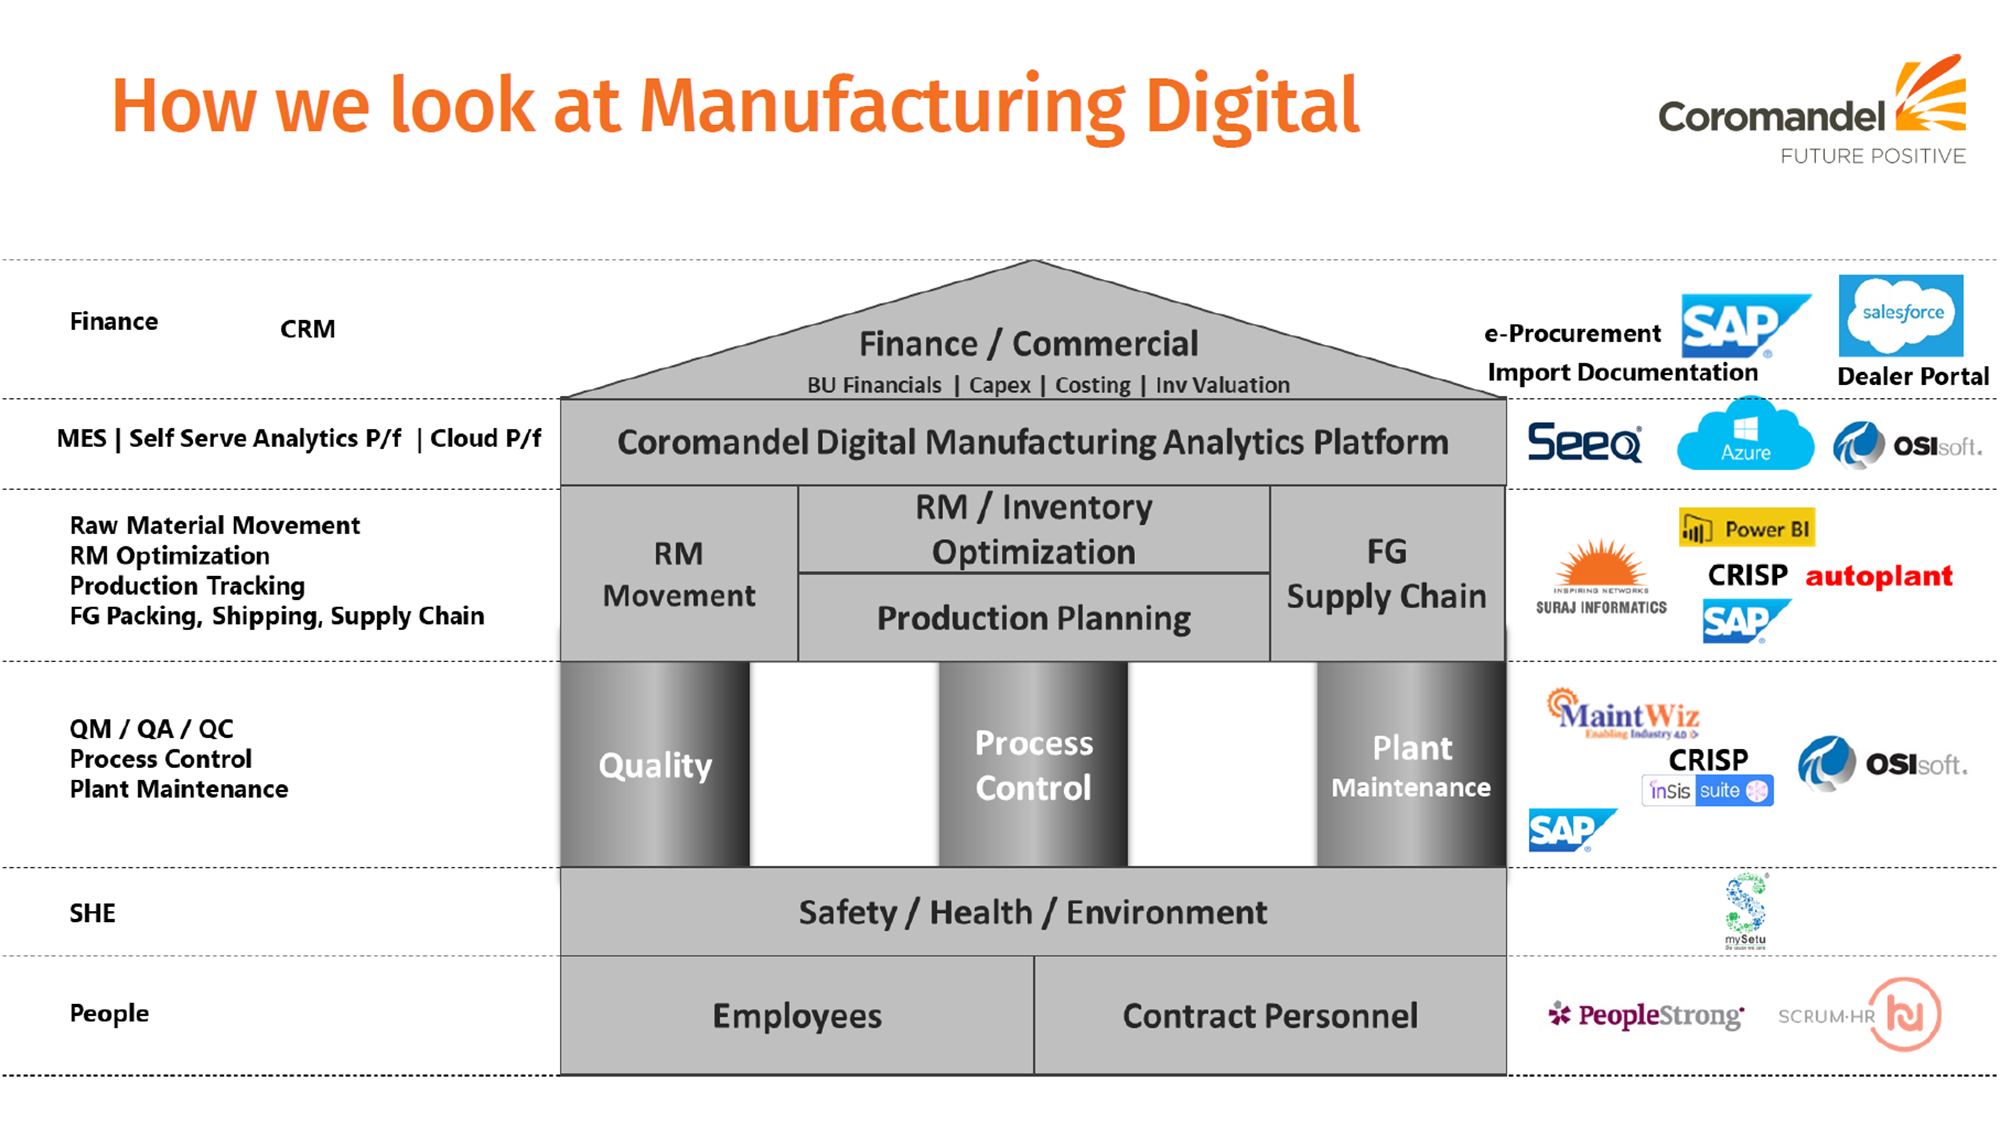 How we look at Manufacturing Digital
Coromandel
FUTURE POSITIVE
Finance
CRM
Finance / Commercial
BU Financials | Capex | Costing | Inv Valuation
e-Procurement
SAP
Import Documentation
salesforce
Dealer Portal
MES | Self Serve Analytics P/f | Cloud P/f
Coromandel Digital Manufacturing Analytics Platform
Seeq
Azure
OSIsoft.
Raw Material Movement
RM Optimization
Production Tracking
FG Packing, Shipping, Supply Chain
RM
Movement
RM / Inventory
Optimization
Production Planning
FG
Supply Chain
INSPIRING NETWORKS
SURAJ INFORMATICS
Power BI
CRISP
autoplant
SAP
QM / QA / QC
Process Control
Plant Maintenance
Quality
Process
Control
Plant
Maintenance
MaintWiz
Enabling Industry 4.0
CRISP
inSis suite
OSIsoft.
SAP
SHE
Safety / Health / Environment
mySetu
People
Employees
Contract Personnel
PeopleStrong
SCRUM·HR